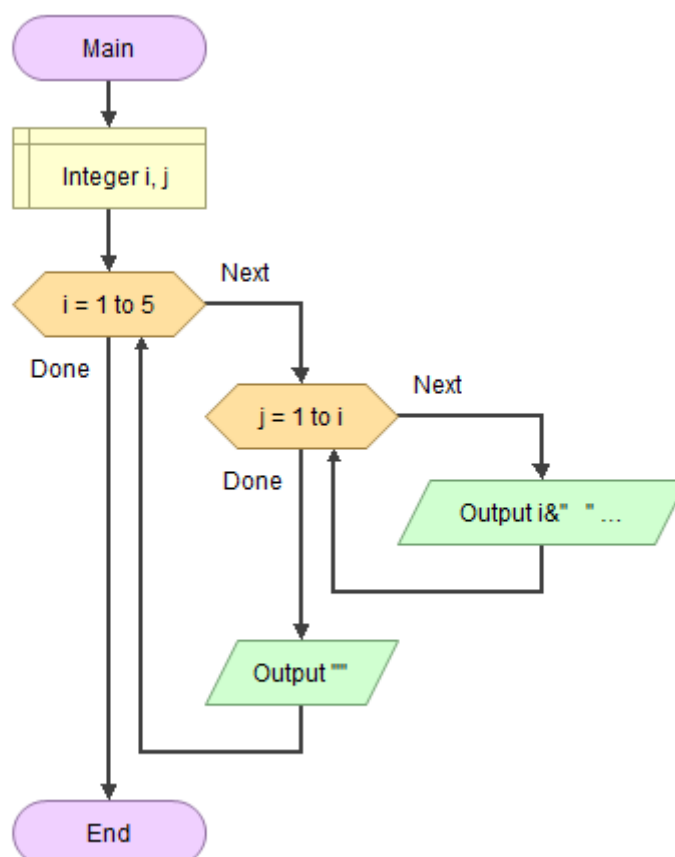 Main
Integer i, j
i = 1 to 5
Next
Done
j = 1 to i
Next
Done
Output i&"   " ...
Output ""
End